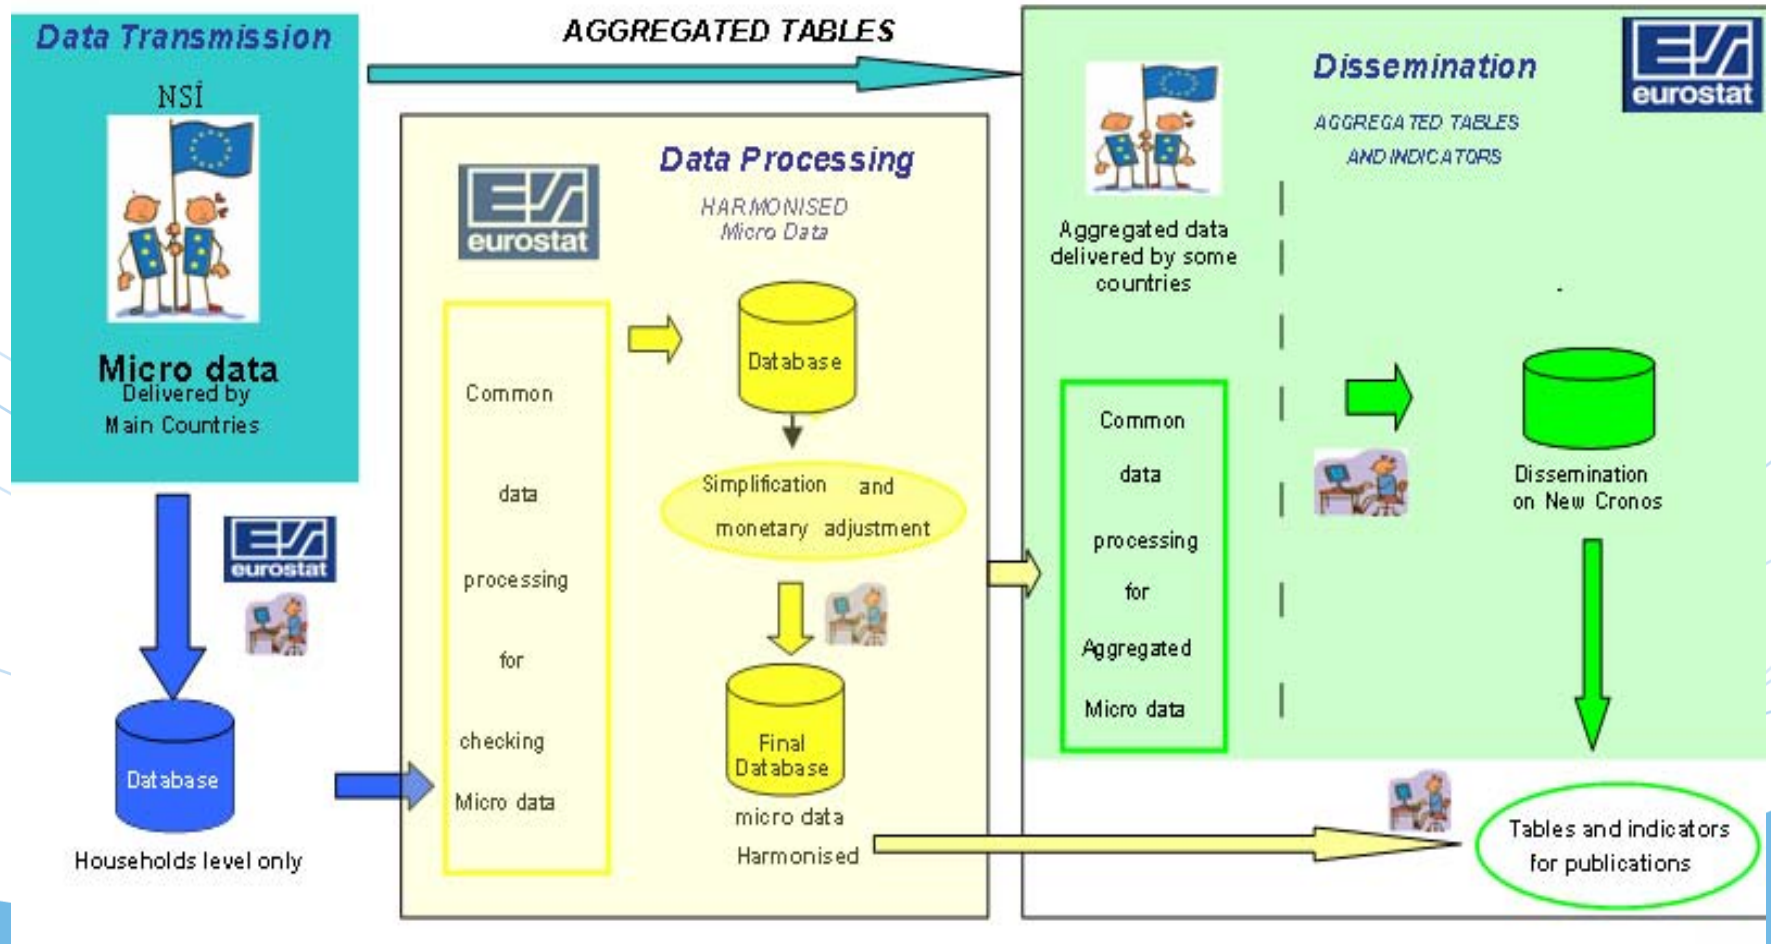 Data Transmission
NSİ
Micro data
Delivered by
Main Countries
eurostat
Database
Households level only
AGGREGATED TABLES
eurostat
Data Processing
HARMONISED
Micro Data
Common
data
processing
for
checking
Micro data
Database
Simplification and
monetary adjustment
Final
Database
micro data
Harmonised
Dissemination
AGGREGATED TABLES
AND INDICATORS
eurostat
Aggregated data
delivered by some
countries
Common
data
processing
for
Aggregated
Micro data
Dissemination
on New Cronos
Tables and indicators
for publications